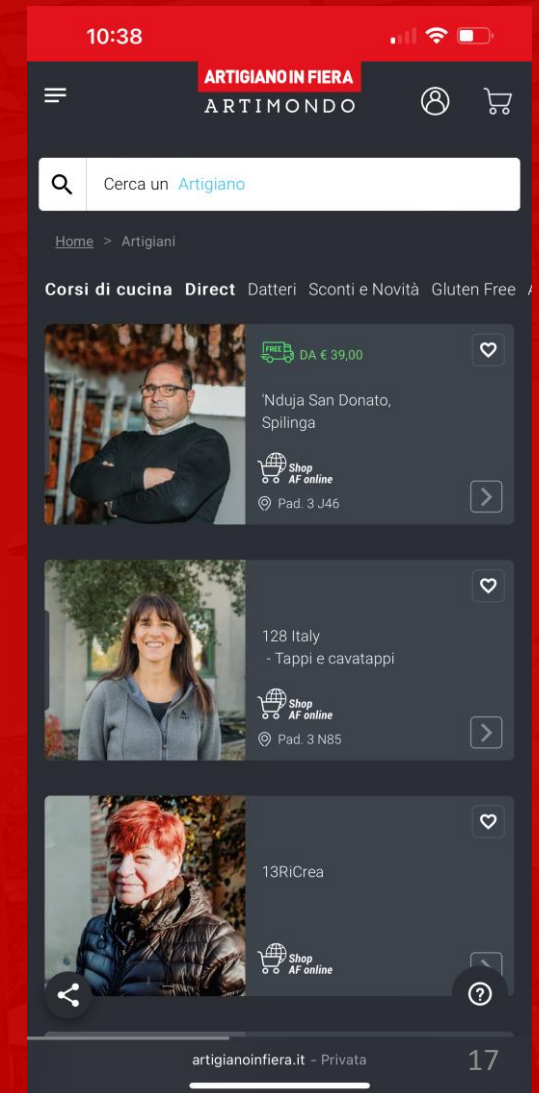 10:38
ARTIGIANO IN FIERA
ARTIMONDO
Cerca un Artigiano
Home > Artigiani
Corsi di cucina Direct Datteri Sconti e Novità Gluten Free
FREE DA € 39,00
'Nduja San Donato,
Spilinga
Shop
AF online
Pad. 3 J46
128 Italy
- Tappi e cavatappi
Shop
AF online
Pad. 3 N85
13RiCrea
Shop
AF online
artigianoinfiera.it - Privata
17